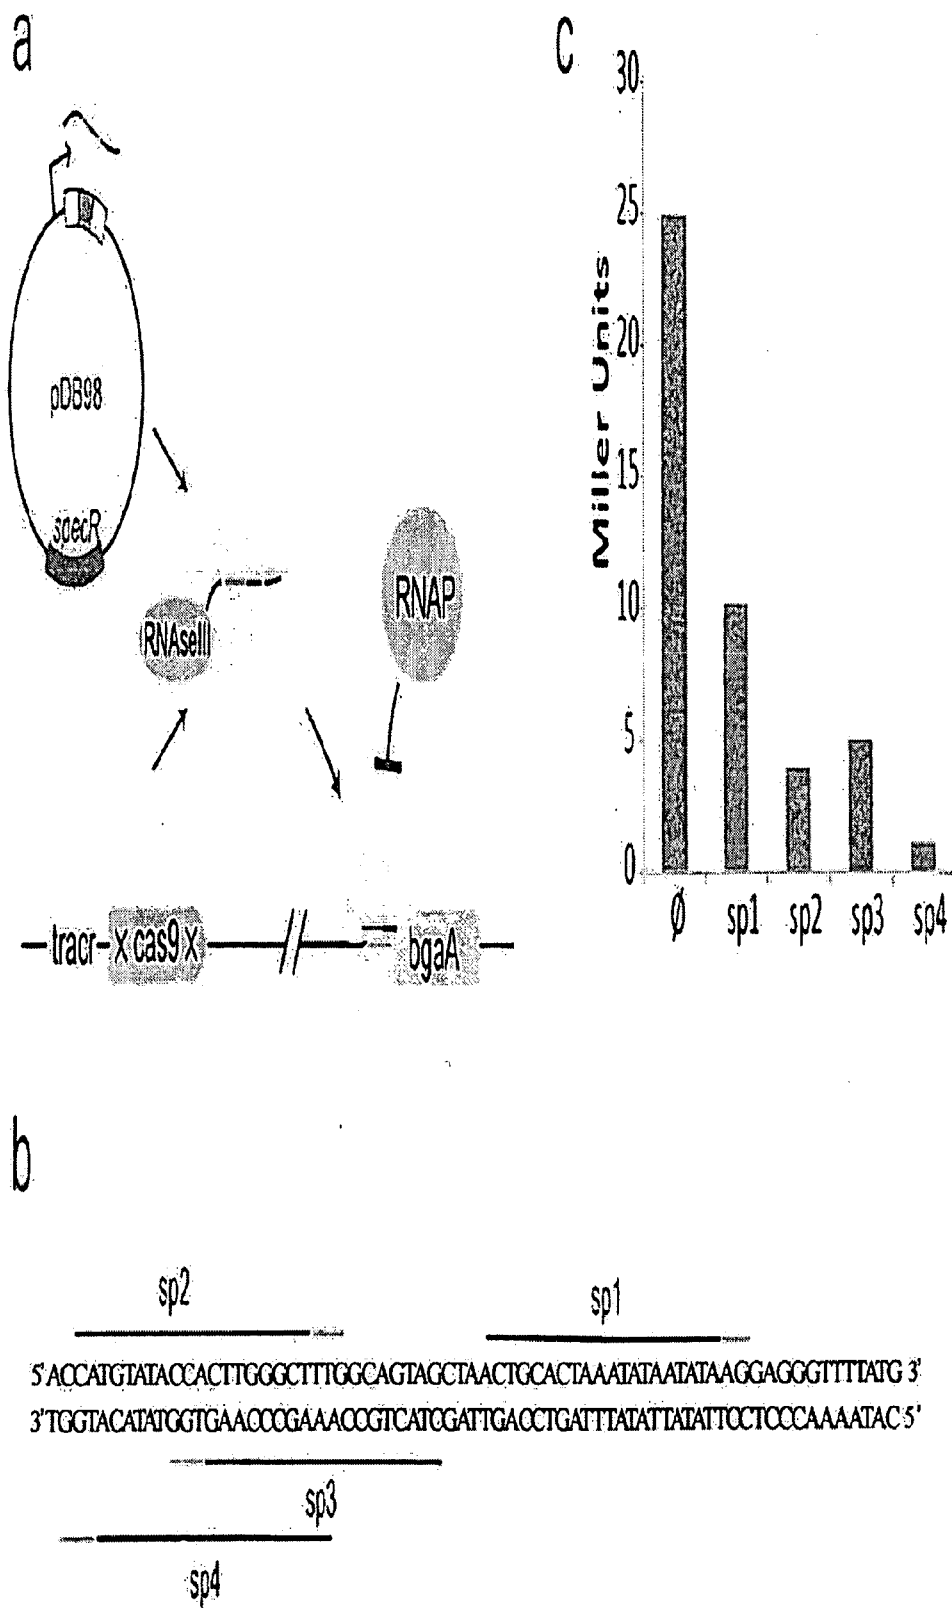 a
pDB98
specR
RNAseIII
RNAP
tracr
x cas9 x
bgaA
c
Miller Units
30
25
20
15
10
5
0
Ø
sp1
sp2
sp3
sp4
b
sp2
sp1
5'ACCATGTATACCACTTGGGCTTTGGCAGTAGCTAACTGCACTAAATATAATATAAGGAGGGTTTTATG 3'
3'TGGTACATATGGTGAACCCGAAACCGTCATCGATTGACCTGATTTATATTATATTCCTCCCAAAATAC 5'
sp3
sp4